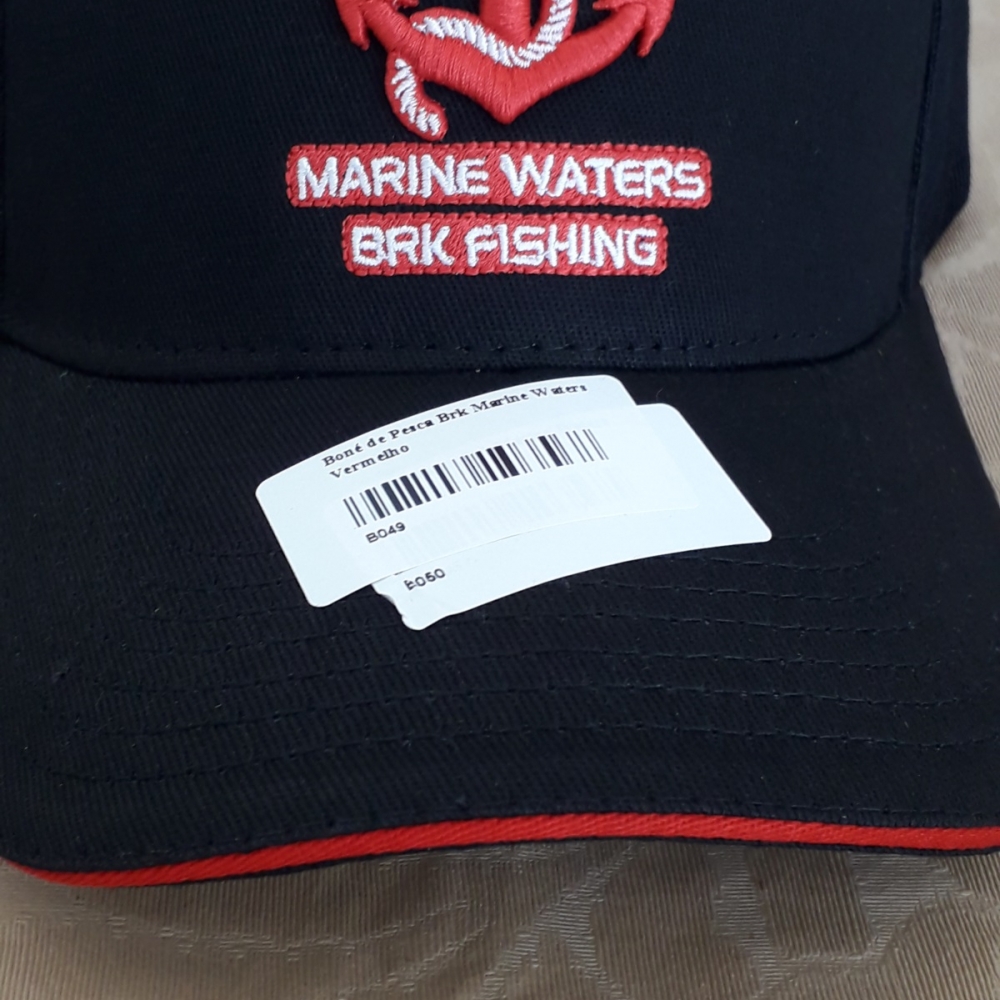 MARINE WATERS
BRK FISHING
Boné de Pesca Brk Marine Waters
Vermelho
B049
B050